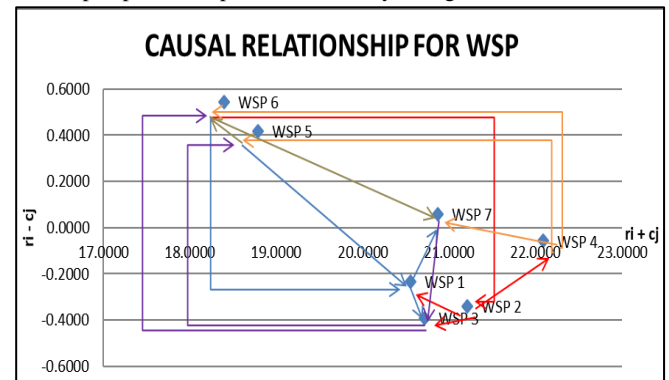 CAUSAL RELATIONSHIP FOR WSP
0.6000
WSP 6
0.4000
WSP 5
0.2000
WSP 7
0.0000
WSP 4
ri + cj
17.0000 18.0000 19.0000 20.0000 21.0000 22.0000 23.0000
ri - cj
-0.2000
WSP 1
WSP 2
-0.4000
WSP 3
-0.6000